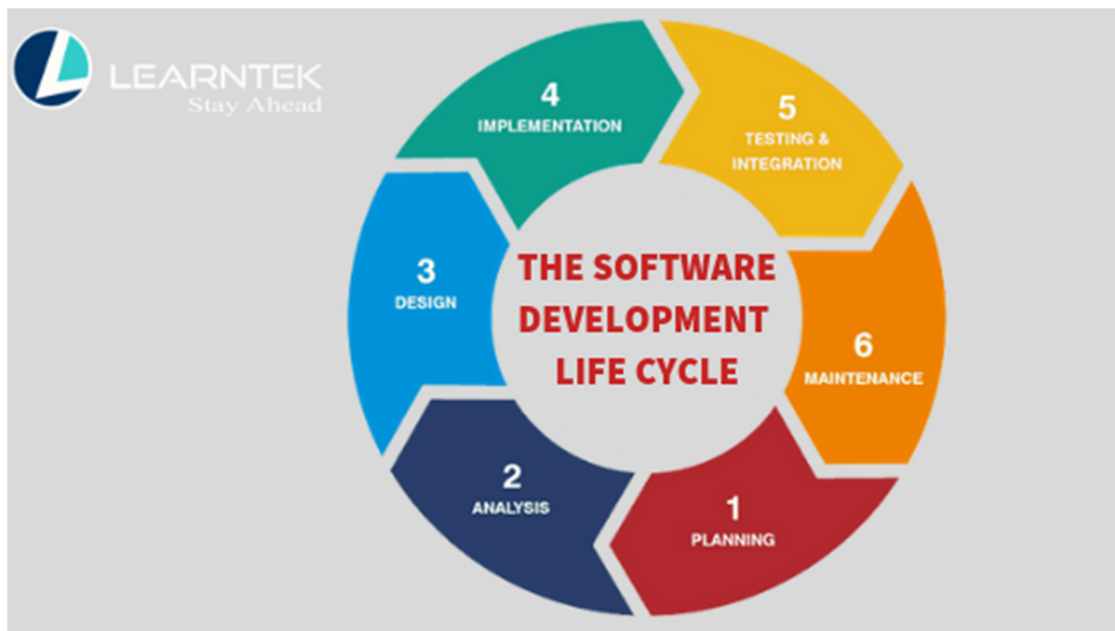 LEARNTEK
Stay Ahead
THE SOFTWARE
DEVELOPMENT
LIFE CYCLE
1
PLANNING
2
ANALYSIS
3
DESIGN
4
IMPLEMENTATION
5
TESTING &
INTEGRATION
6
MAINTENANCE